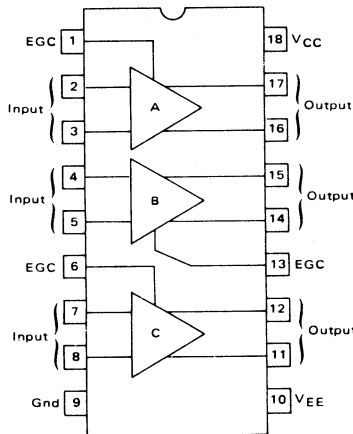 EGC 1 18 VCC
2 17
Input A Output
3 16
4 15
Input B Output
5 14
EGC 6 13 EGC
7 12
Input C Output
8 11
Gnd 9 10 VEE